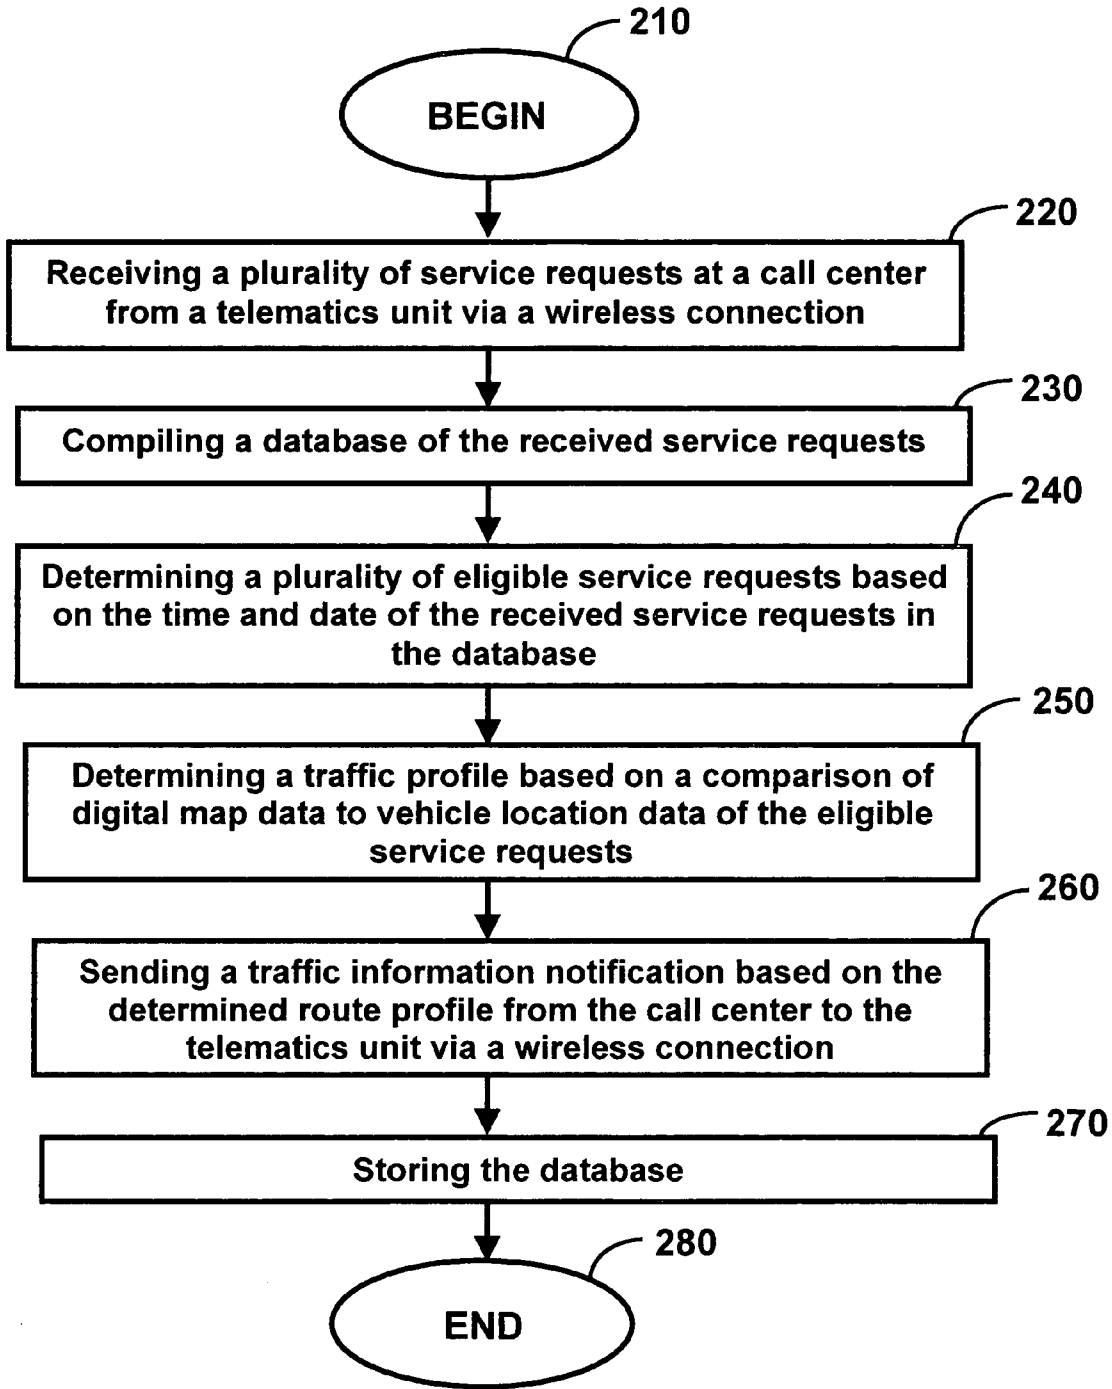 210
BEGIN
220
Receiving a plurality of service requests at a call center
from a telematics unit via a wireless connection
230
Compiling a database of the received service requests
240
Determining a plurality of eligible service requests based
on the time and date of the received service requests in
the database
250
Determining a traffic profile based on a comparison of
digital map data to vehicle location data of the eligible
service requests
260
Sending a traffic information notification based on the
determined route profile from the call center to the
telematics unit via a wireless connection
270
Storing the database
280
END